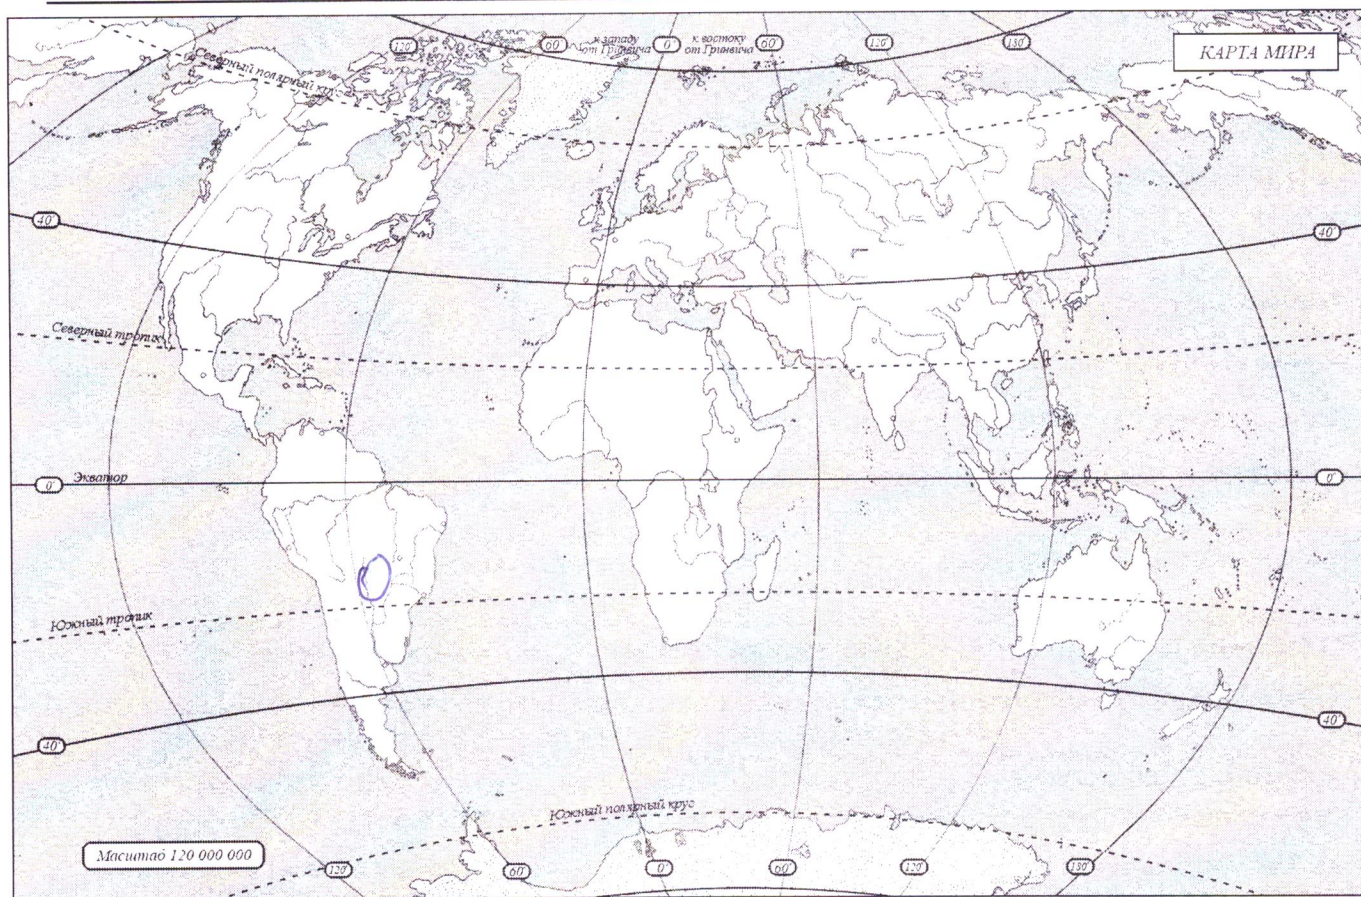 КАРТА МИРА
к западу от Гринвича
к востоку от Гринвича
120° 60° 0° 60° 120° 180°
Северный полярный круг
40° 40°
Северный тропик
0° Экватор 0°
Южный тропик
40° 40°
Южный полярный круг
Масштаб 120 000 000
120° 60° 0° 60° 120° 180°